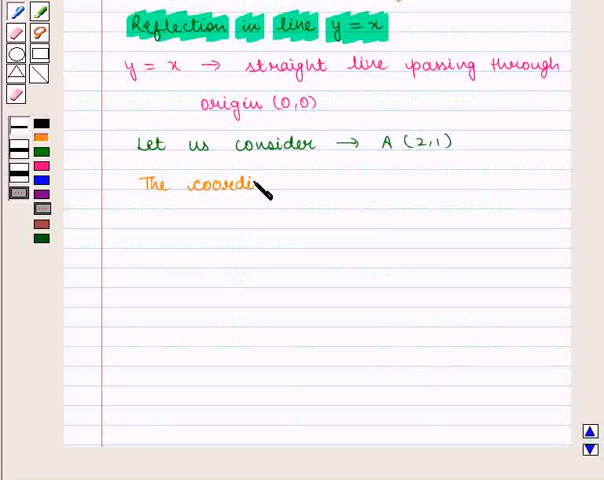 Reflection in line y = x
y = x → straight line passing through
origin (0,0)
Let us consider → A (2,1)
The coordi